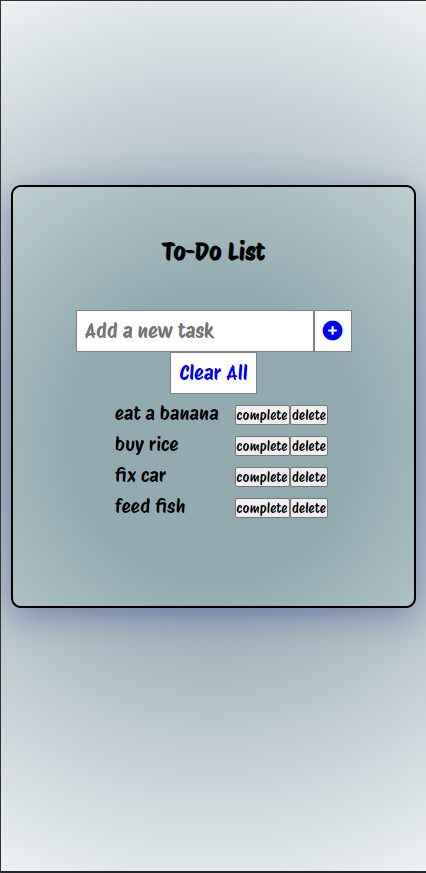 To-Do List
Add a new task
Clear All
eat a banana complete delete
buy rice complete delete
fix car complete delete
feed fish complete delete